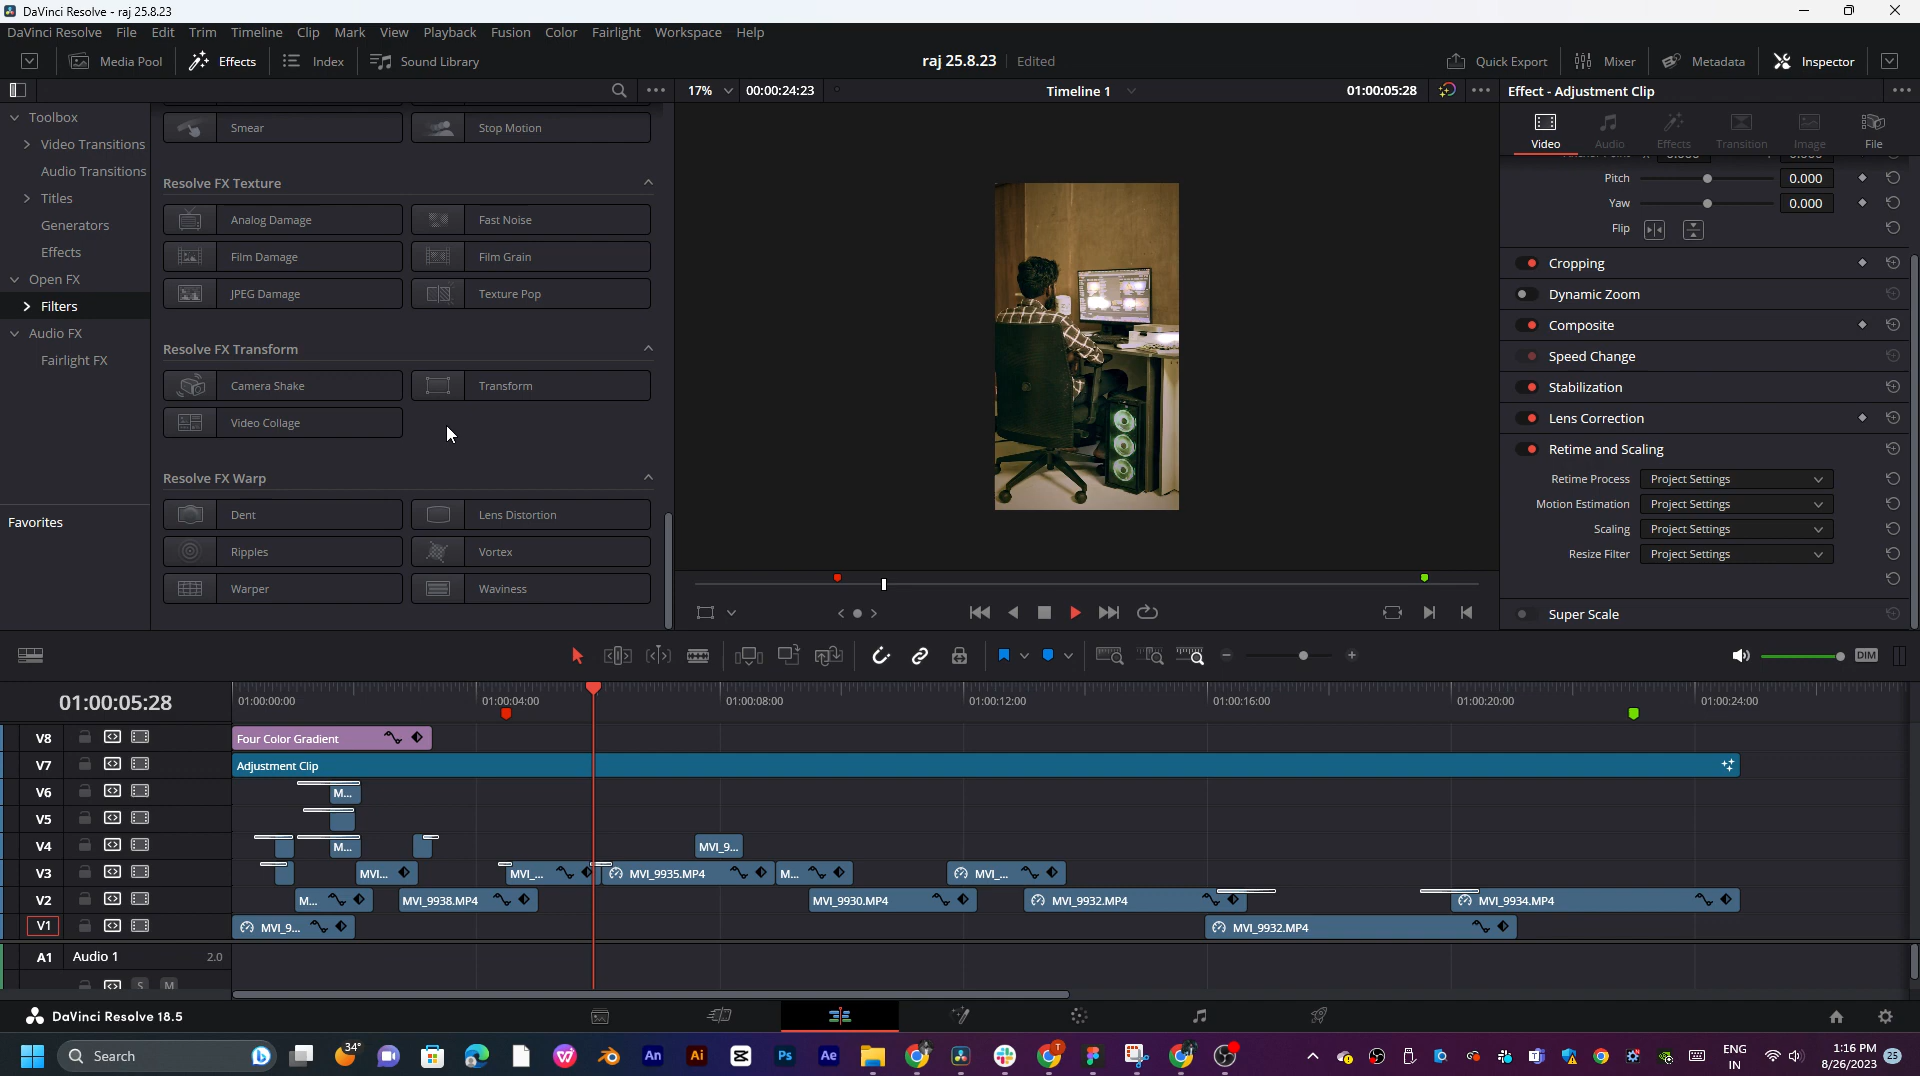 DaVinci Resolve - raj 25.8.23
DaVinci Resolve File Edit Trim Timeline Clip Mark View Playback Fusion Color Fairlight Workspace Help
Media Pool Effects Index Sound Library raj 25.8.23 Edited Quick Export Mixer Metadata Inspector
17% 00:00:24:23 Timeline 1 01:00:05:28 Effect - Adjustment Clip
Toolbox
Video Transitions
Audio Transitions
Titles
Generators
Effects
Open FX
Filters
Audio FX
Fairlight FX
Favorites
Smear Stop Motion
Resolve FX Texture
Analog Damage Fast Noise
Film Damage Film Grain
JPEG Damage Texture Pop
Resolve FX Transform
Camera Shake Transform
Video Collage
Resolve FX Warp
Dent Lens Distortion
Ripples Vortex
Warper Waviness
Video Audio Effects Transition Image File
Pitch 0.000
Yaw 0.000
Flip
Cropping
Dynamic Zoom
Composite
Speed Change
Stabilization
Lens Correction
Retime and Scaling
Retime Process Project Settings
Motion Estimation Project Settings
Scaling Project Settings
Resize Filter Project Settings
Super Scale
DIM
01:00:05:28 01:00:00:00 01:00:04:00 01:00:08:00 01:00:12:00 01:00:16:00 01:00:20:00 01:00:24:00
V8 Four Color Gradient
V7 Adjustment Clip
V6 M...
V5
V4 M... MVI_9...
V3 MVI... MVI_... MVI_9935.MP4 M... MVI_...
V2 M... MVI_9938.MP4 MVI_9930.MP4 MVI_9932.MP4 MVI_9934.MP4
V1 MVI_9... MVI_9932.MP4
A1 Audio 1 2.0
S M
DaVinci Resolve 18.5
Search 34° An Ai Ps Ae ENG IN 1:16 PM 8/26/2023 25